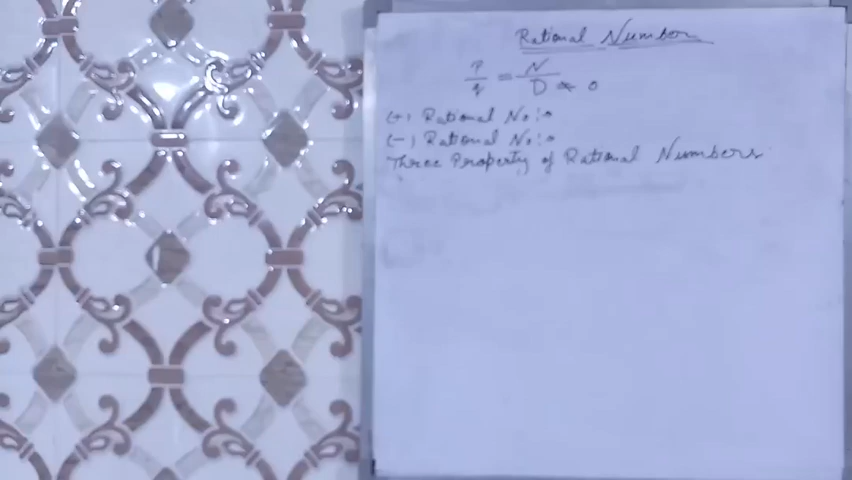 Rational Number
p/q = N/D ≠ 0
(+) Rational No:-
(-) Rational No:-
Three Property of Rational Numbers